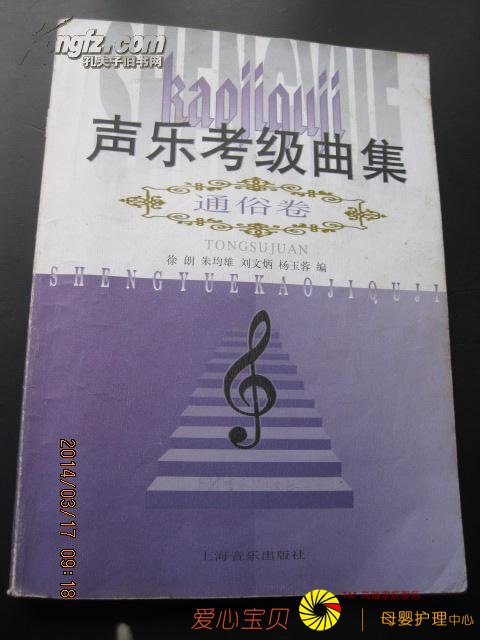 kongfz.com
孔夫子旧书网
SHENGYUE
kaojiquji
声乐考级曲集
通俗卷
TONGSUJUAN
徐 朗 朱均雄 刘文炳 杨玉蓉 编
SHENGYUEKAOJIQUJI
上海音乐出版社
2014/03/17 09:18
爱心宝贝
母婴护理中心